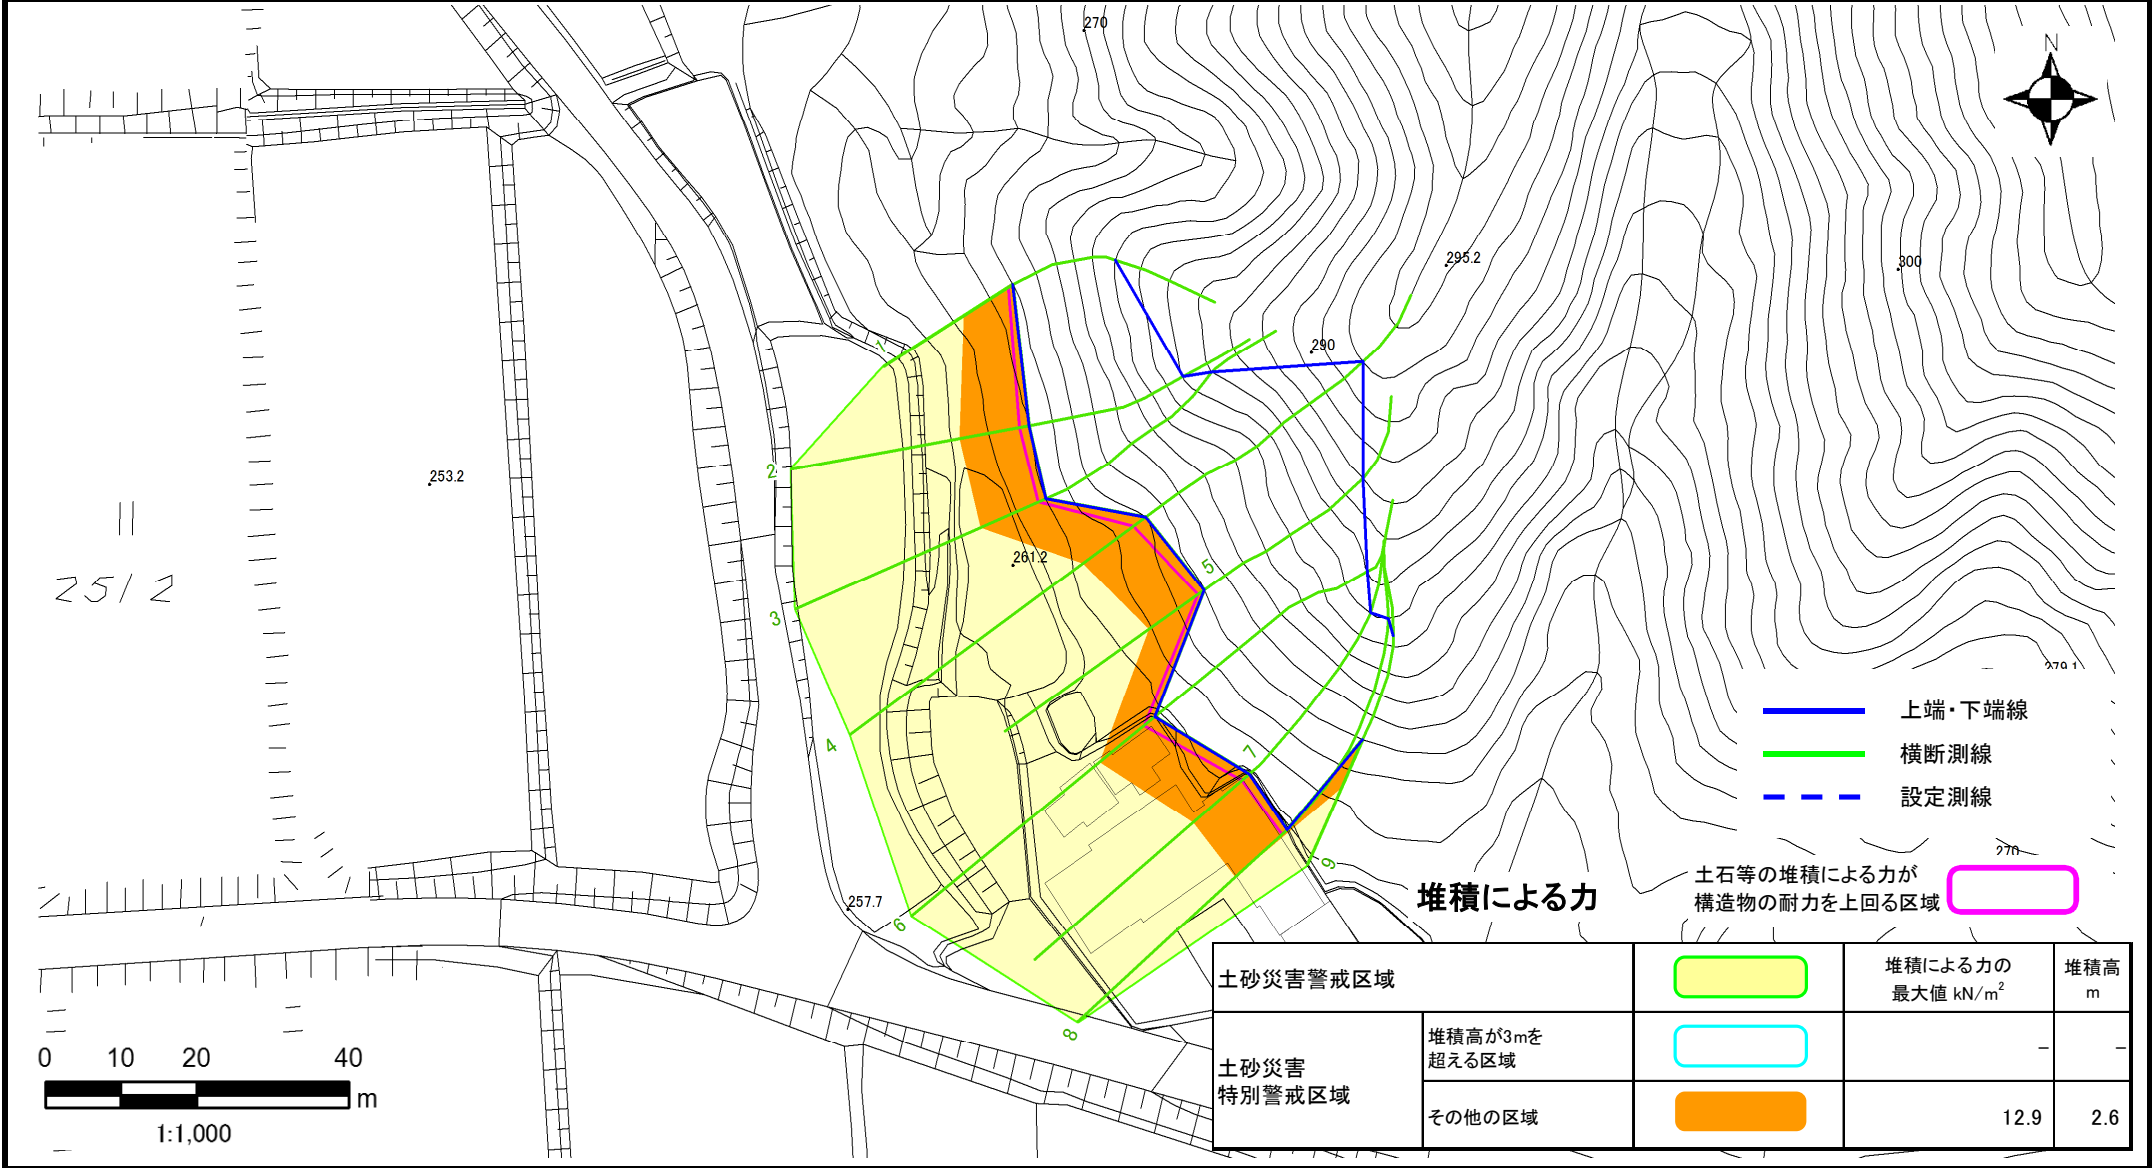 270
N
295.2
300
290
1
253.2
2
261.2
5
25/2
3
279.1
上端・下端線
4
7
横断測線
設定測線
270
9
土石等の堆積による力が
構造物の耐力を上回る区域
堆積による力
257.7
6
8
土砂災害警戒区域
堆積による力の
最大値 kN/m²
堆積高
m
土砂災害
特別警戒区域
堆積高が3mを
超える区域
−
−
その他の区域
12.9
2.6
0 10 20 40
m
1:1,000